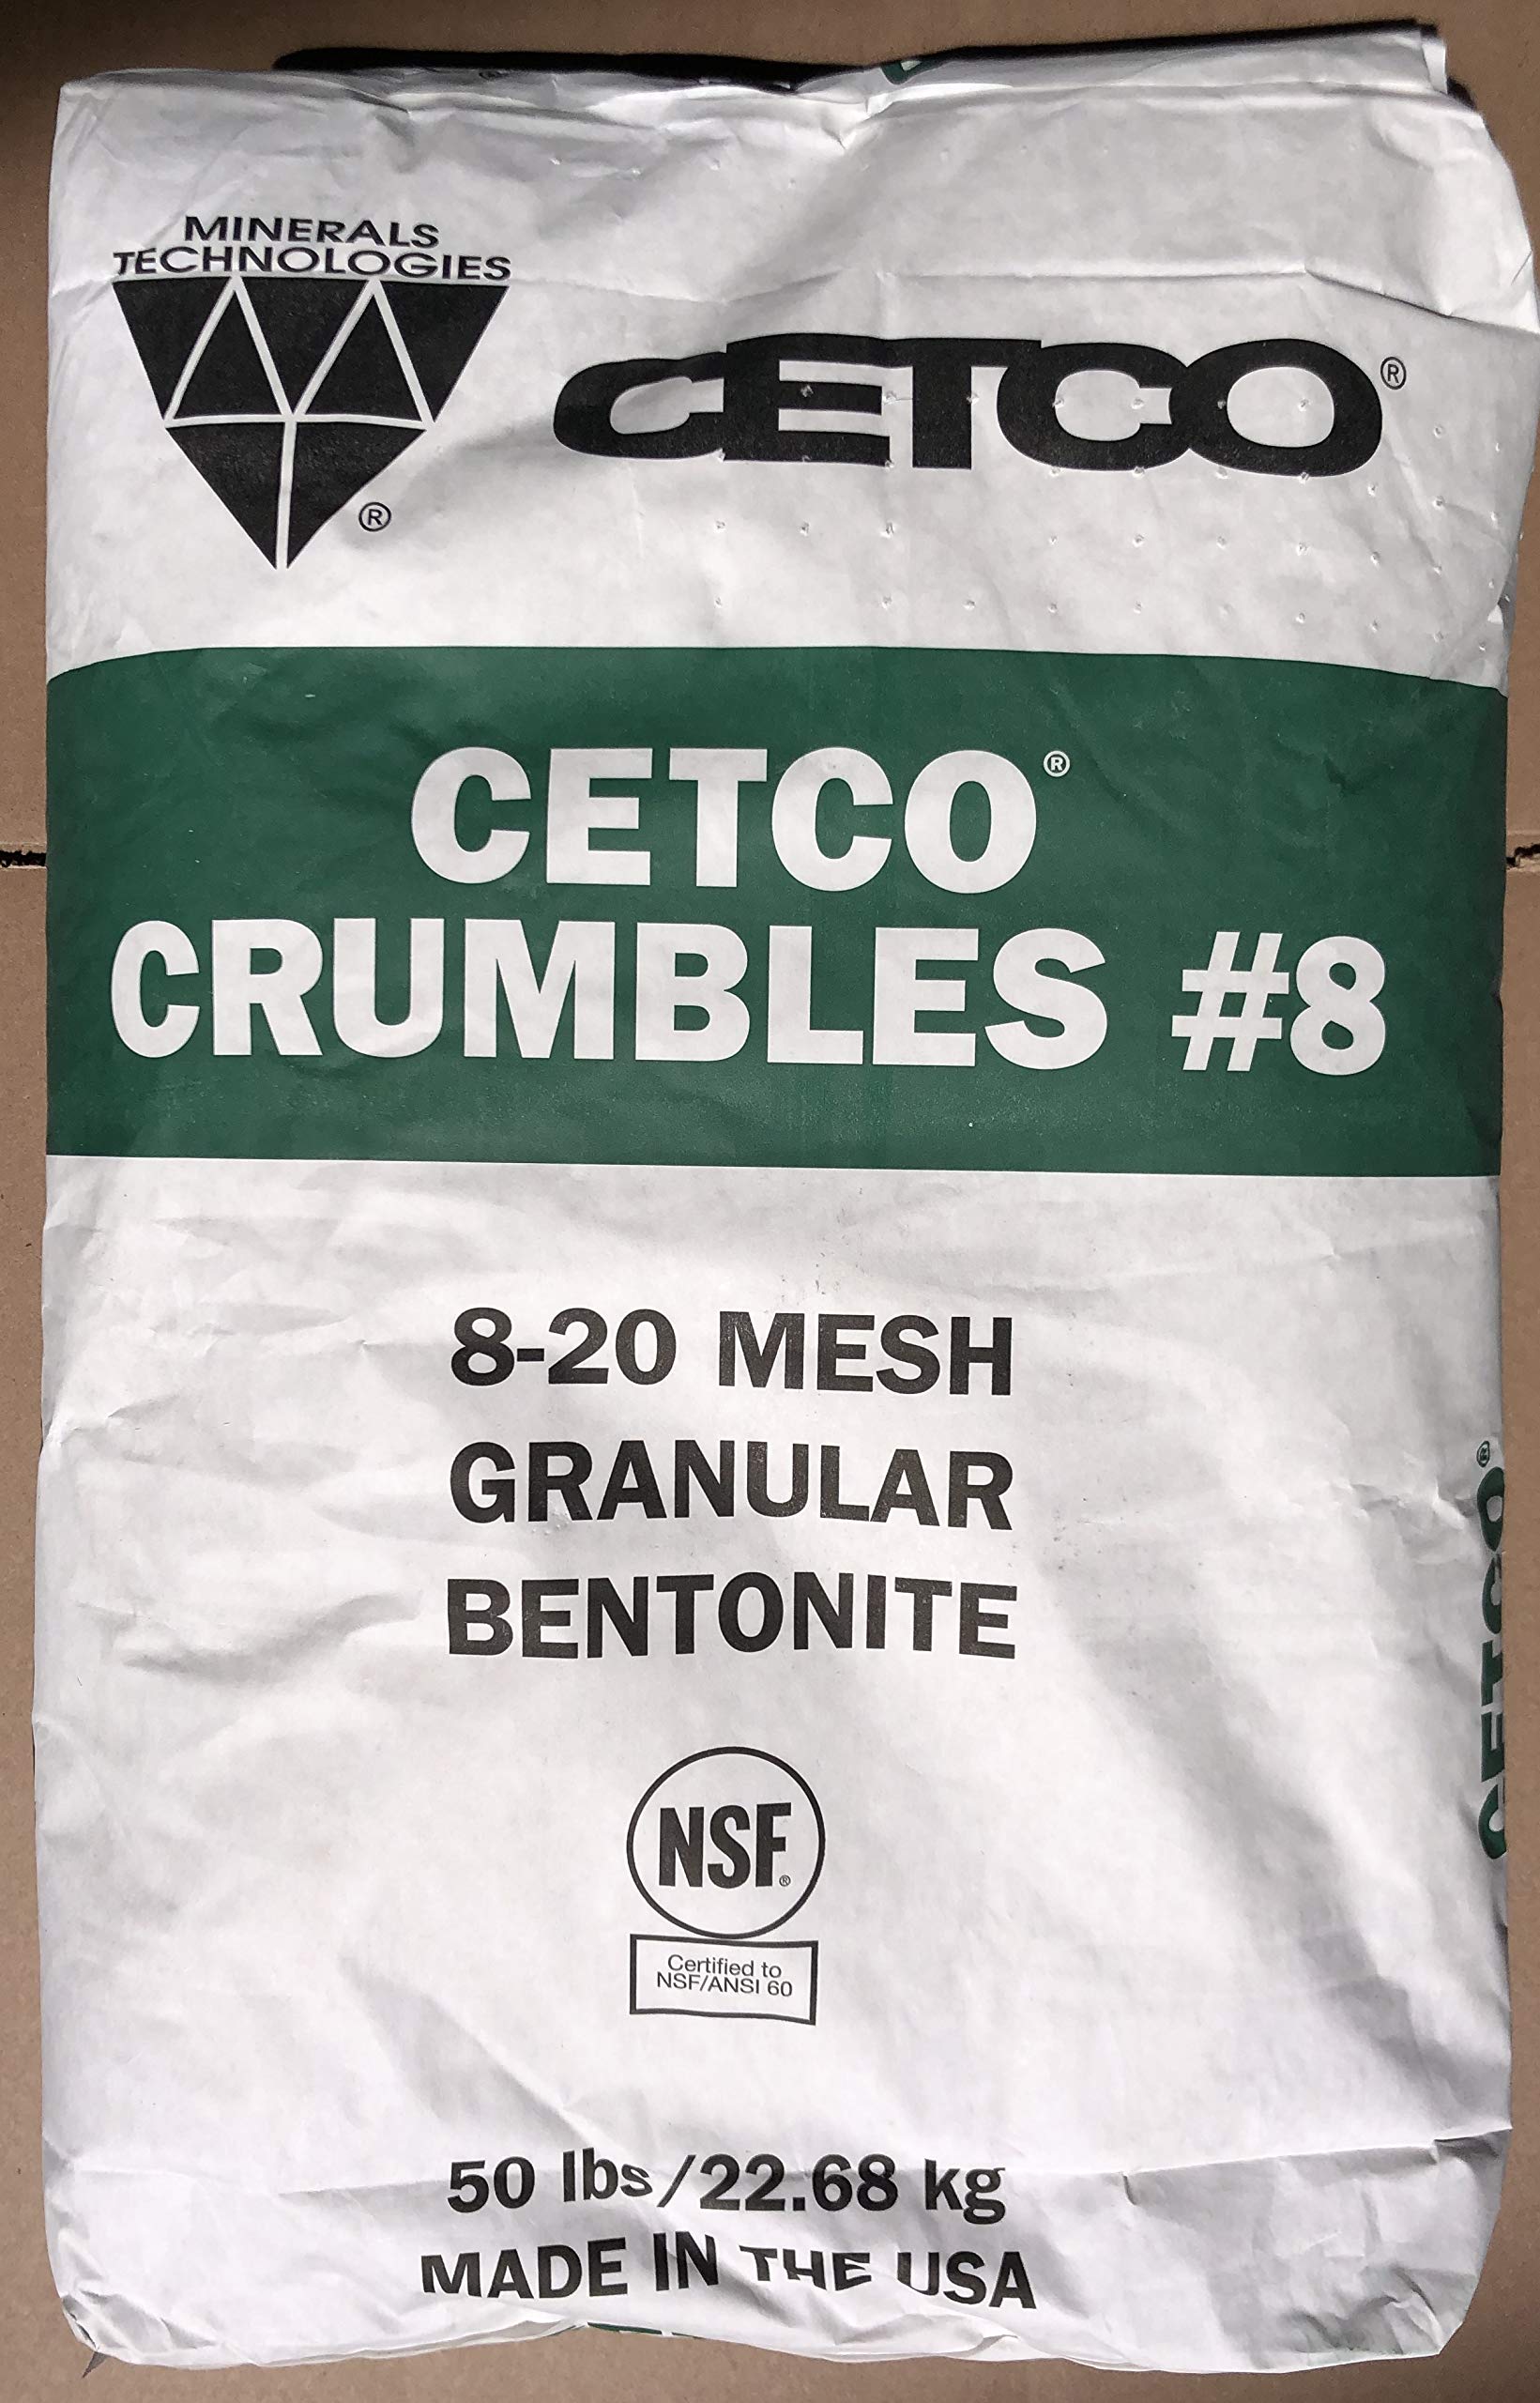 MINERALS
TECHNOLOGIES
®
CETCO®
CETCO®
CRUMBLES #8
8-20 MESH
GRANULAR
BENTONITE
CETCO®
NSF®
Certified to
NSF/ANSI 60
50 lbs/22.68 kg
MADE IN THE USA